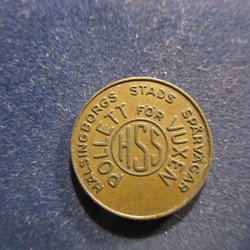 HÄLSINGBORGS STADS SPÅRVÄGAR
POLLETT FÖR VUXEN
HSS